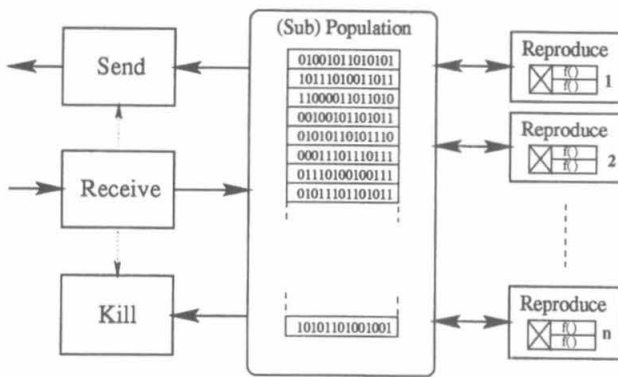 (Sub) Population
Send
Receive
Kill
01001011010101
10111010011011
11000011011010
00100101101011
01010110101110
00011101110111
01110100100111
01011101101011
10101101001001
Reproduce
f()
f()
1
Reproduce
f()
f()
2
Reproduce
f()
f()
n